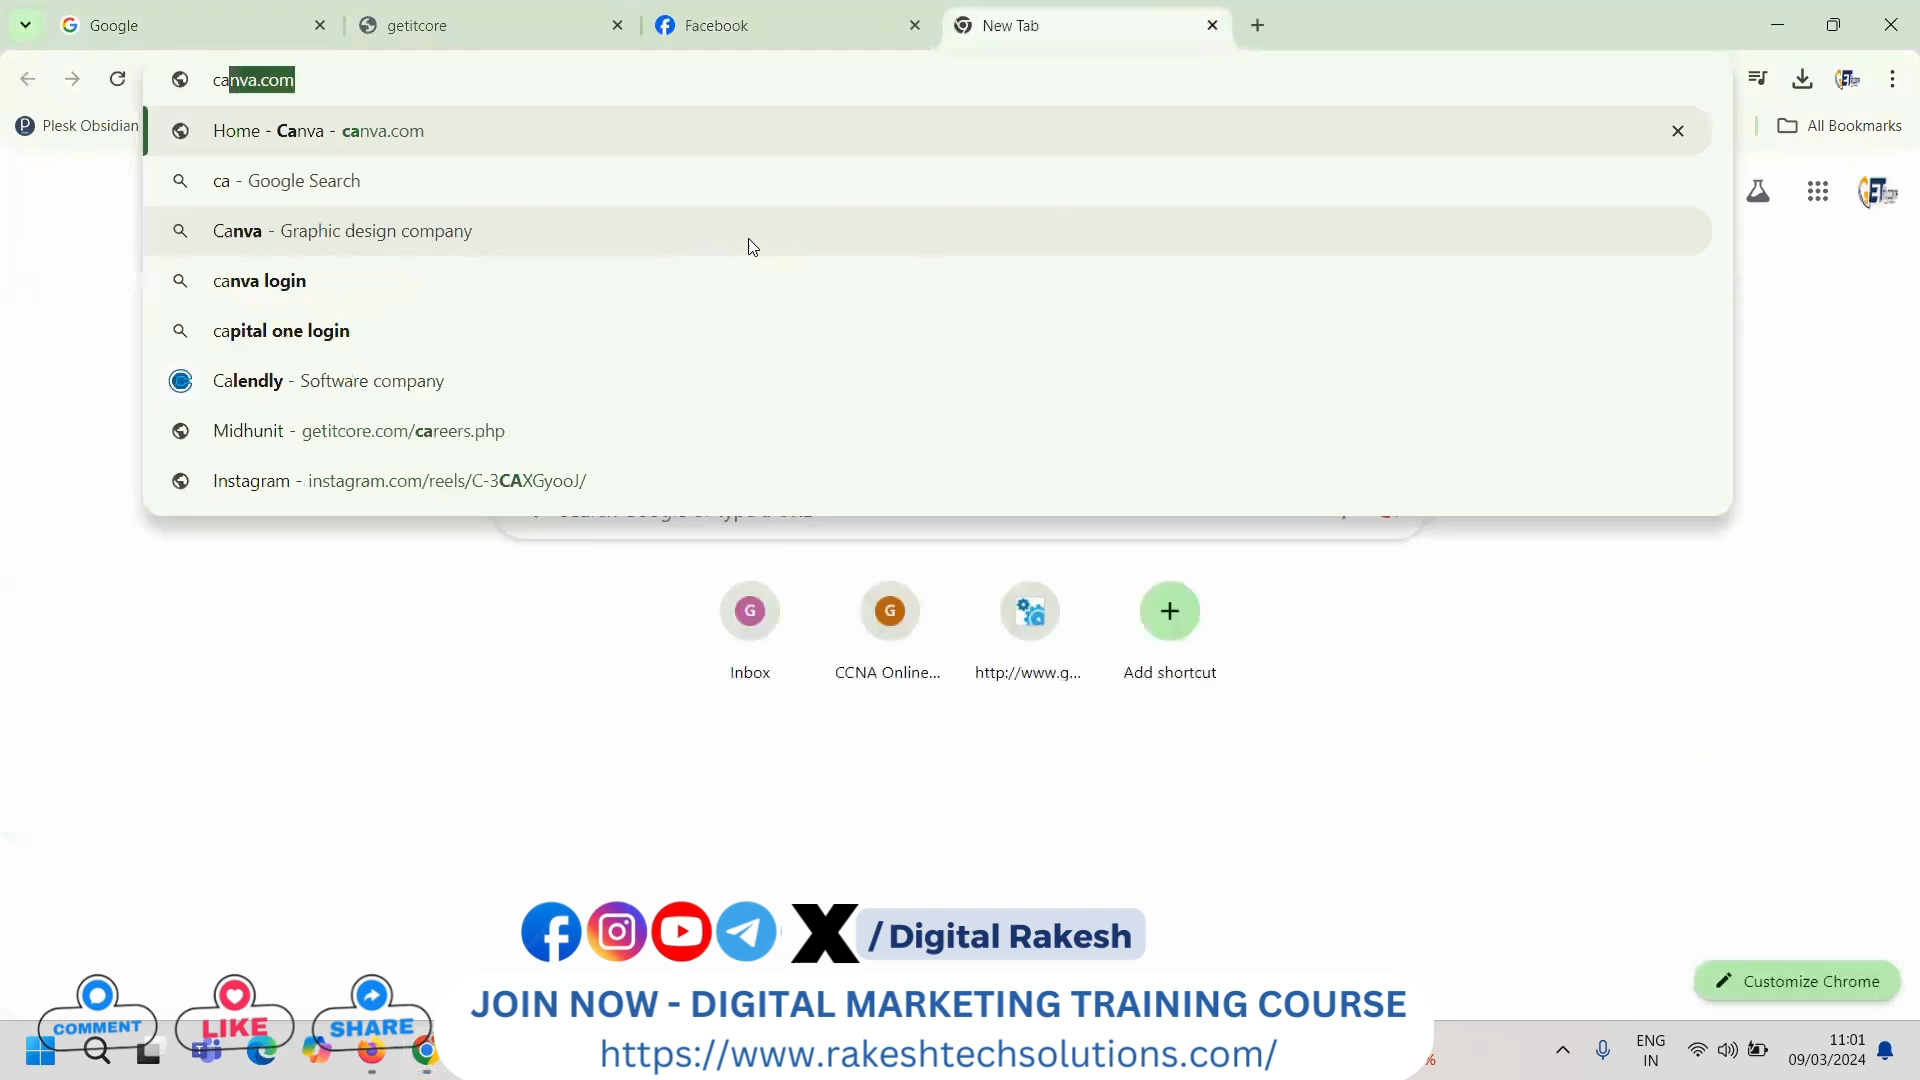 Google
getitcore
Facebook
New Tab
canva.com
Plesk Obsidian
All Bookmarks
Home - Canva - canva.com
ca - Google Search
Canva - Graphic design company
canva login
capital one login
Calendly - Software company
Midhunit - getitcore.com/careers.php
Instagram - instagram.com/reels/C-3CAXGyooJ/
G
G
Inbox
CCNA Online...
http://www.g...
Add shortcut
/ Digital Rakesh
Customize Chrome
JOIN NOW - DIGITAL MARKETING TRAINING COURSE
https://www.rakeshtechsolutions.com/
COMMENT
LIKE
SHARE
%
ENG
IN
11:01
09/03/2024